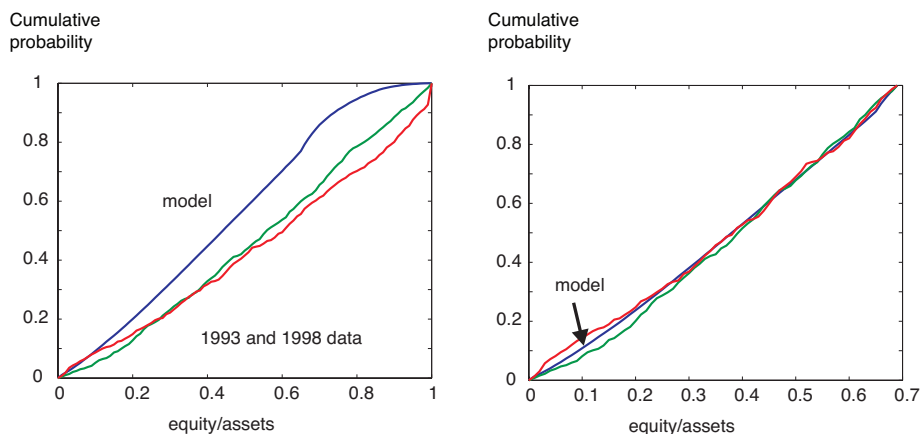 Cumulative
probability
1
0.8
0.6
0.4
0.2
0
model
1993 and 1998 data
0 0.2 0.4 0.6 0.8 1
equity/assets
Cumulative
probability
1
0.8
0.6
0.4
0.2
0
model
0 0.1 0.2 0.3 0.4 0.5 0.6 0.7
equity/assets